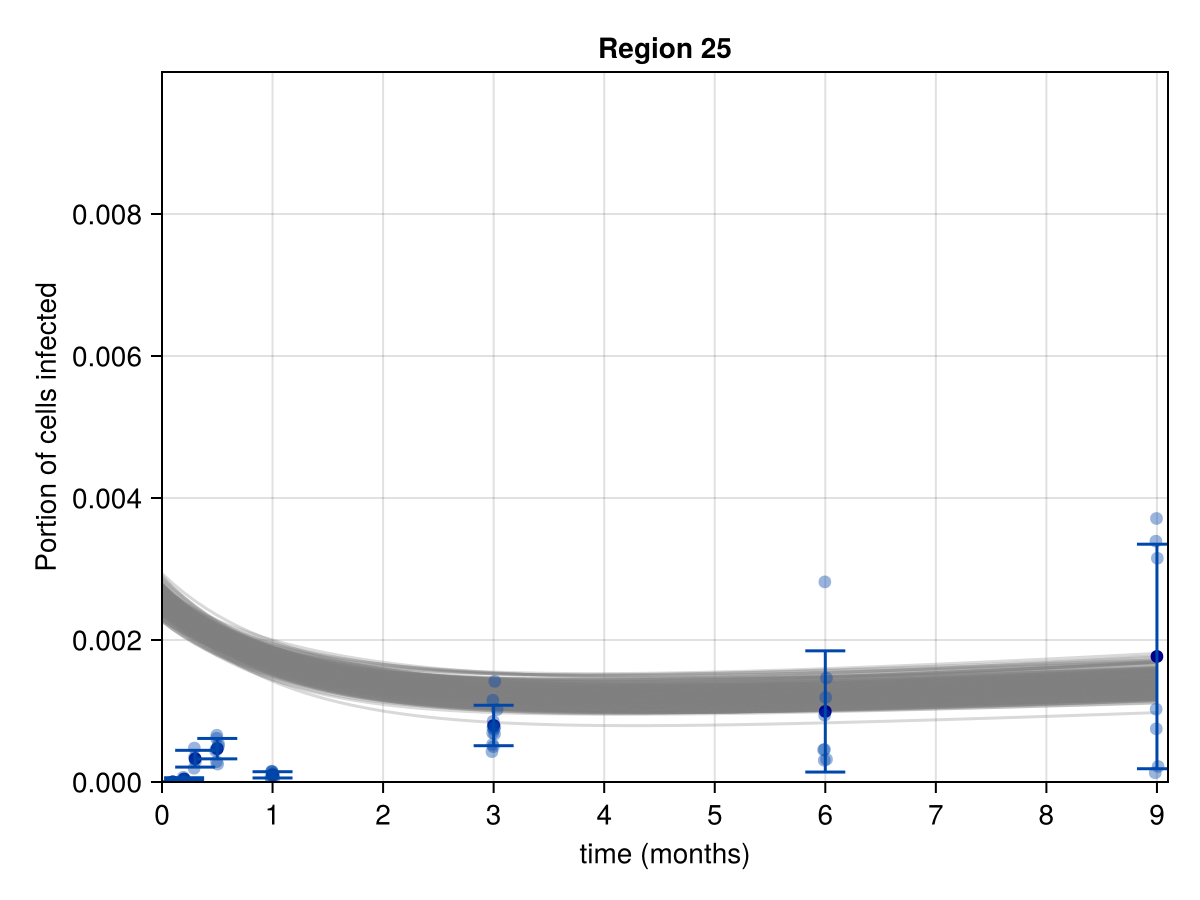 Region 25
Portion of cells infected
0.008
0.006
0.004
0.002
0.000
0 1 2 3 4 5 6 7 8 9
time (months)